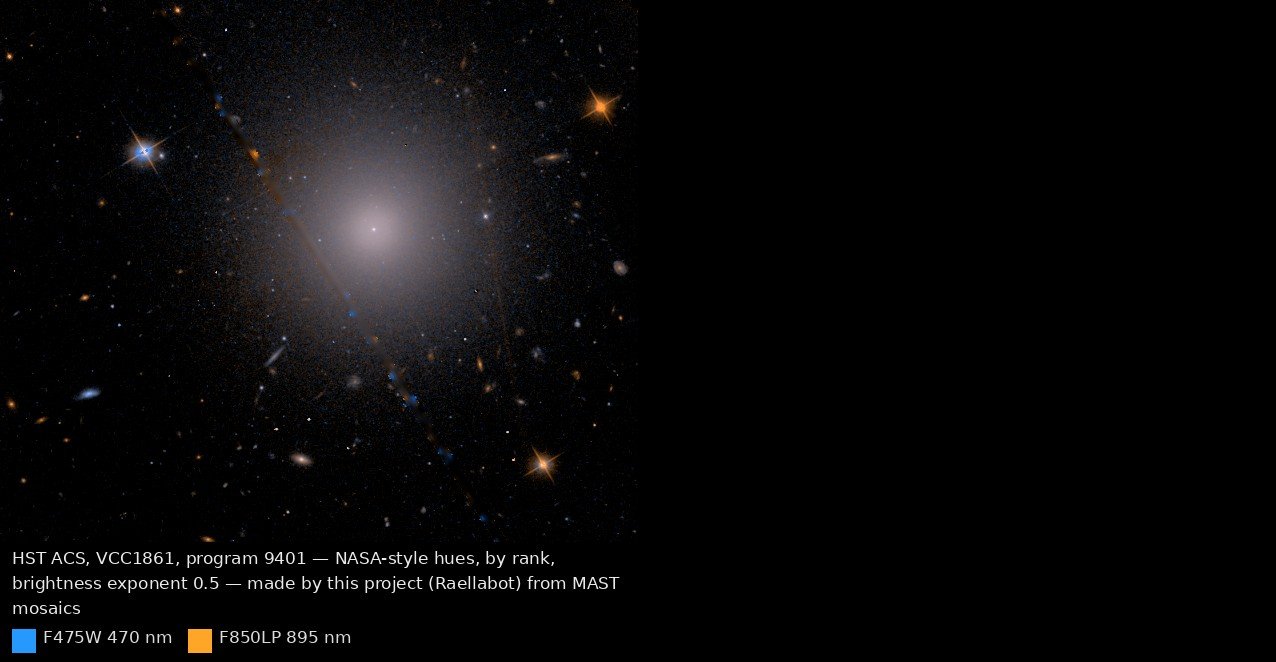 HST ACS, VCC1861, program 9401 — NASA-style hues, by rank,
brightness exponent 0.5 — made by this project (Raellabot) from MAST
mosaics
F475W 470 nm F850LP 895 nm